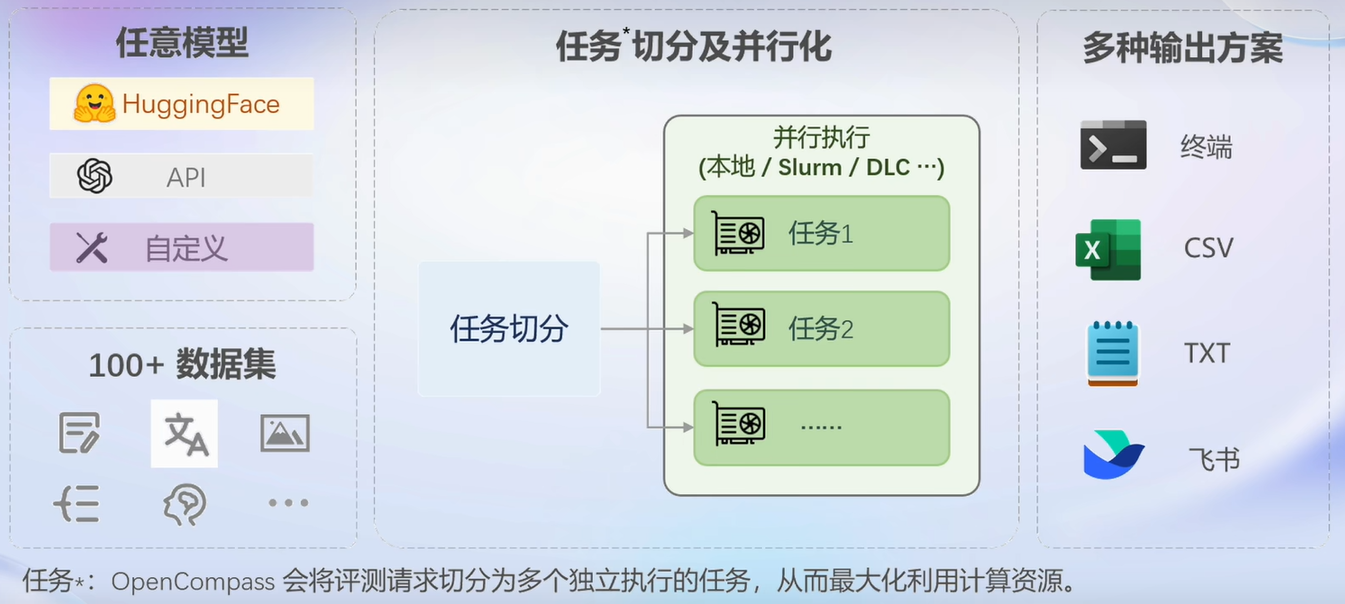 任意模型
HuggingFace
API
自定义
100+ 数据集
任务*切分及并行化
任务切分
并行执行
(本地 / Slurm / DLC ···)
任务1
任务2
······
多种输出方案
终端
CSV
TXT
飞书
任务*：OpenCompass 会将评测请求切分为多个独立执行的任务，从而最大化利用计算资源。